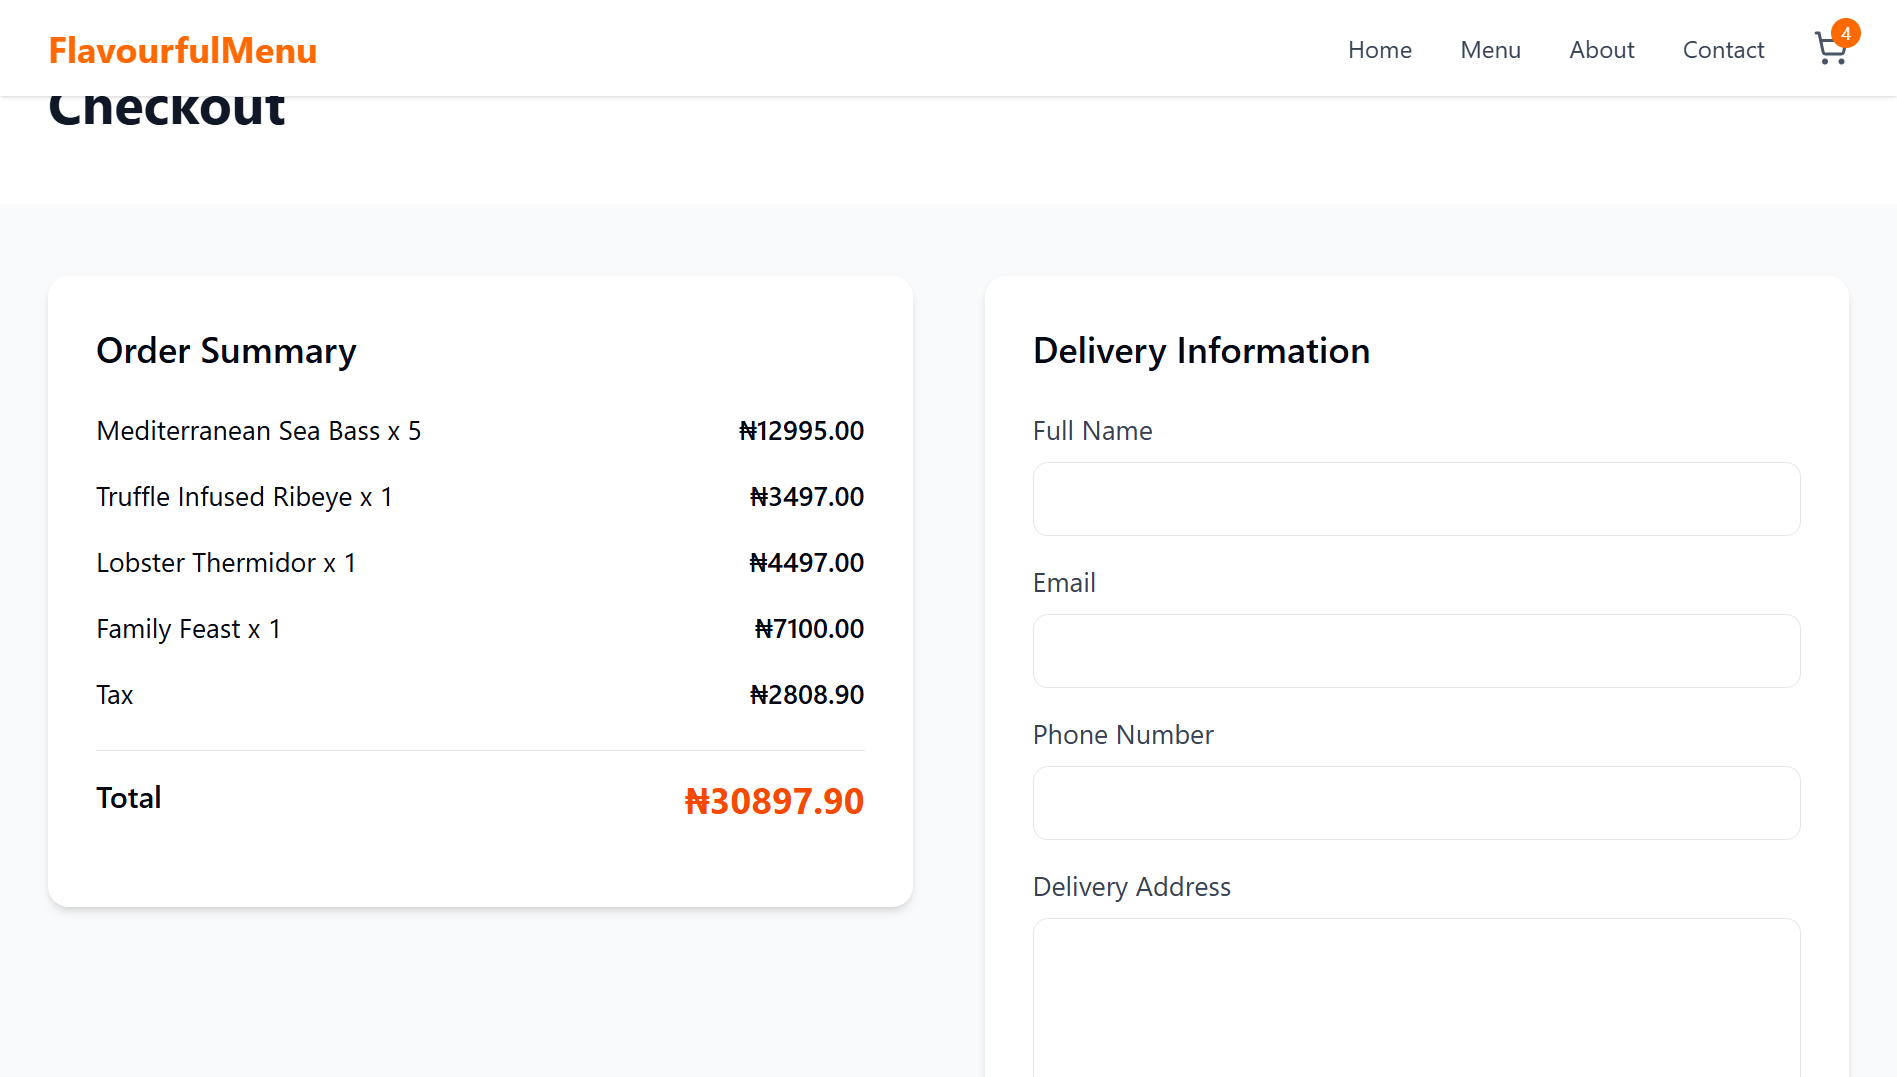 FlavourfulMenu
Home Menu About Contact 4
Checkout
Order Summary
Mediterranean Sea Bass x 5 ₦12995.00
Truffle Infused Ribeye x 1 ₦3497.00
Lobster Thermidor x 1 ₦4497.00
Family Feast x 1 ₦7100.00
Tax ₦2808.90
Total ₦30897.90
Delivery Information
Full Name
Email
Phone Number
Delivery Address